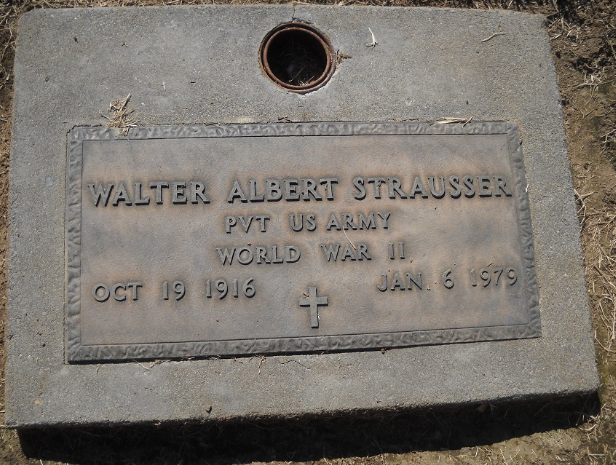 WALTER ALBERT STRAUSSER
PVT US ARMY
WORLD WAR II
OCT 19 1916 JAN. 6 1979